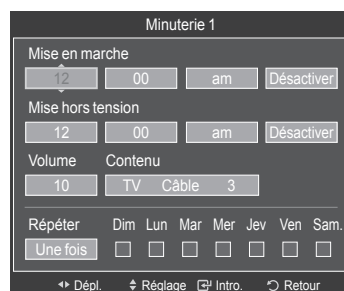 Minuterie 1
Mise en marche
12 00 am Désactiver
Mise hors tension
12 00 am Désactiver
Volume Contenu
10 TV Câble 3
Répéter Dim Lun Mar Mer Jev Ven Sam.
Une fois
Dépl. Réglage Intro. Retour